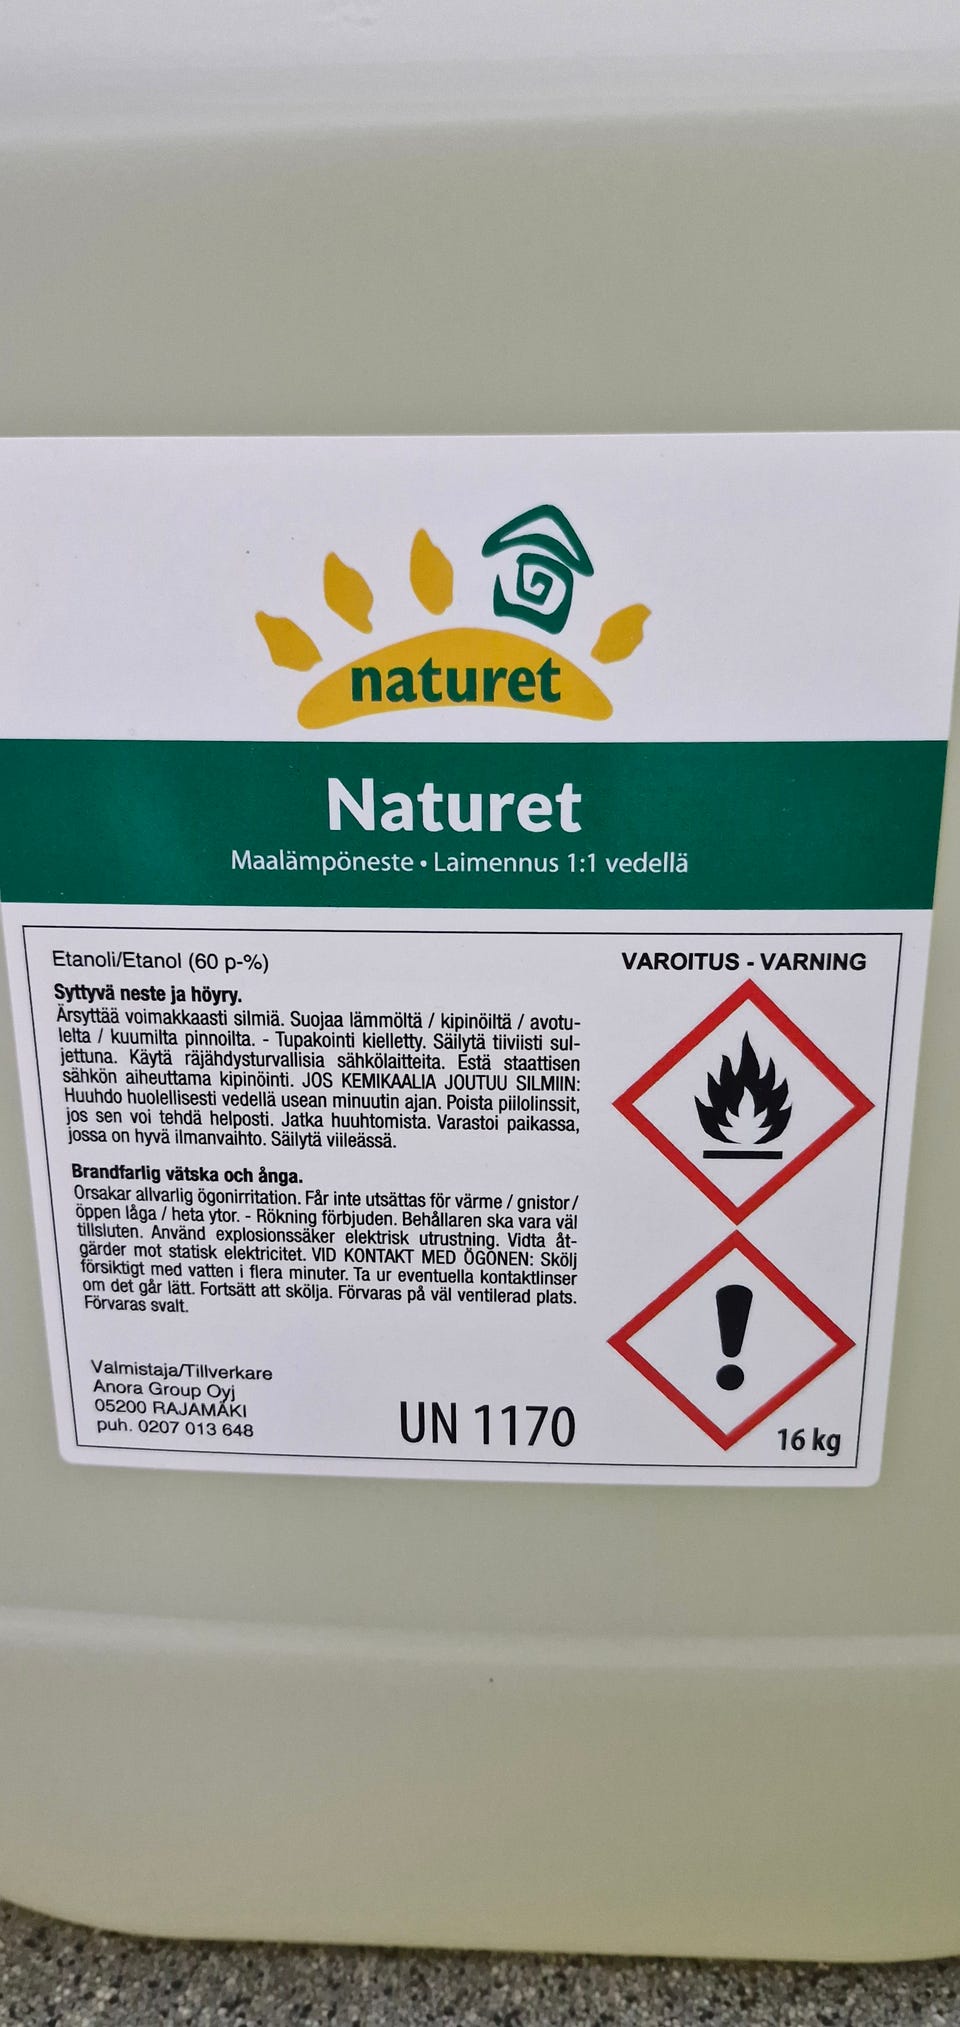 naturet
Naturet
Maalämpöneste • Laimennus 1:1 vedellä
Etanoli/Etanol (60 p-%)
Syttyvä neste ja höyry.
Ärsyttää voimakkaasti silmiä. Suojaa lämmöltä / kipinöiltä / avotu-
lelta / kuumilta pinnoilta. - Tupakointi kielletty. Säilytä tiiviisti sul-
jettuna. Käytä räjähdysturvallisia sähkölaitteita. Estä staattisen
sähkön aiheuttama kipinöinti. JOS KEMIKAALIA JOUTUU SILMIIN:
Huuhdo huolellisesti vedellä usean minuutin ajan. Poista piilolinssit,
jos sen voi tehdä helposti. Jatka huuhtomista. Varastoi paikassa,
jossa on hyvä ilmanvaihto. Säilytä viileässä.
Brandfarlig vätska och ånga.
Orsakar allvarlig ögonirritation. Får inte utsättas för värme / gnistor /
öppen låga / heta ytor. - Rökning förbjuden. Behållaren ska vara väl
tillsluten. Använd explosionssäker elektrisk utrustning. Vidta åt-
gärder mot statisk elektricitet. VID KONTAKT MED ÖGONEN: Skölj
försiktigt med vatten i flera minuter. Ta ur eventuella kontaktlinser
om det går lätt. Fortsätt att skölja. Förvaras på väl ventilerad plats.
Förvaras svalt.
VAROITUS - VARNING
Valmistaja/Tillverkare
Anora Group Oyj
05200 RAJAMÄKI
puh. 0207 013 648
UN 1170
16 kg